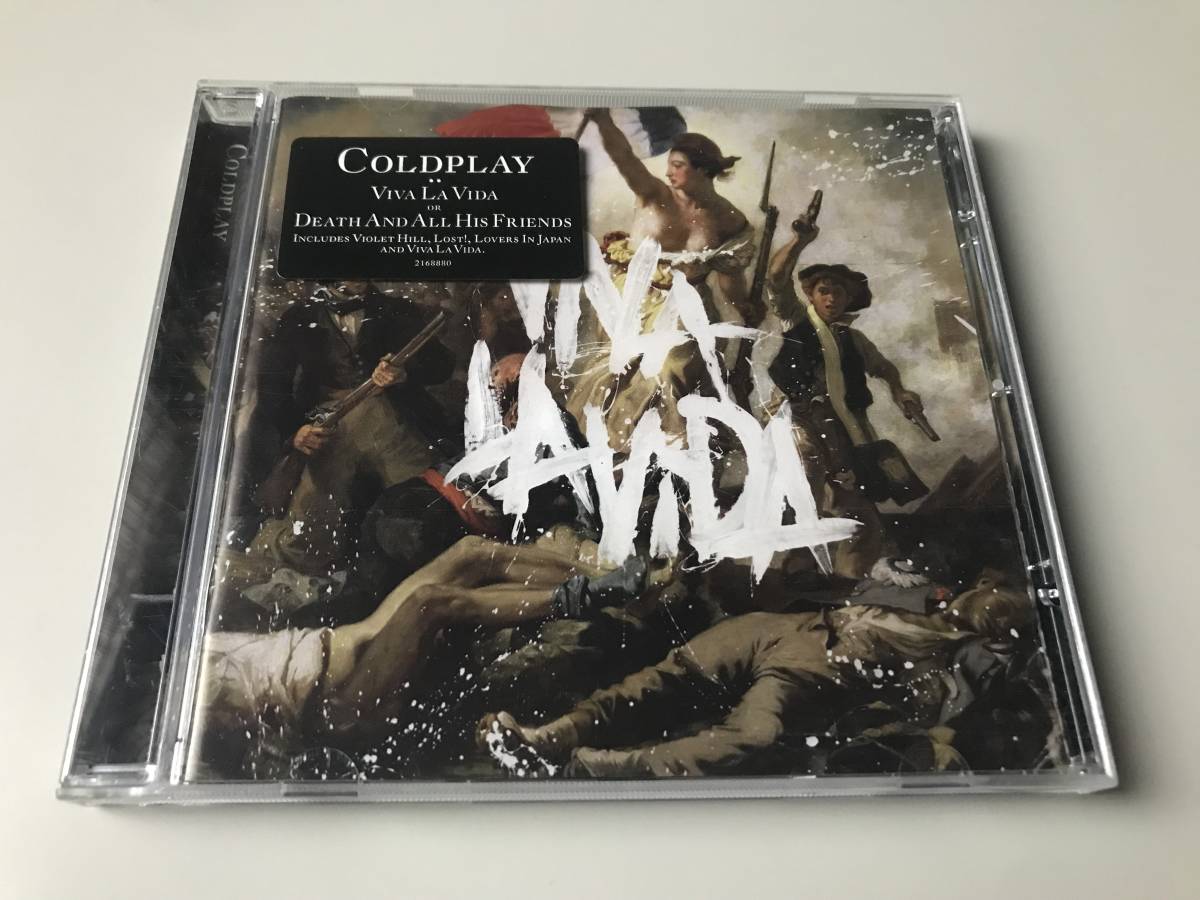 COLDPLAY
COLDPLAY
VIVA LA VIDA
OR
DEATH AND ALL HIS FRIENDS
INCLUDES VIOLET HILL, LOST!, LOVERS IN JAPAN
AND VIVA LA VIDA.
2168880
VIVA
LA VIDA